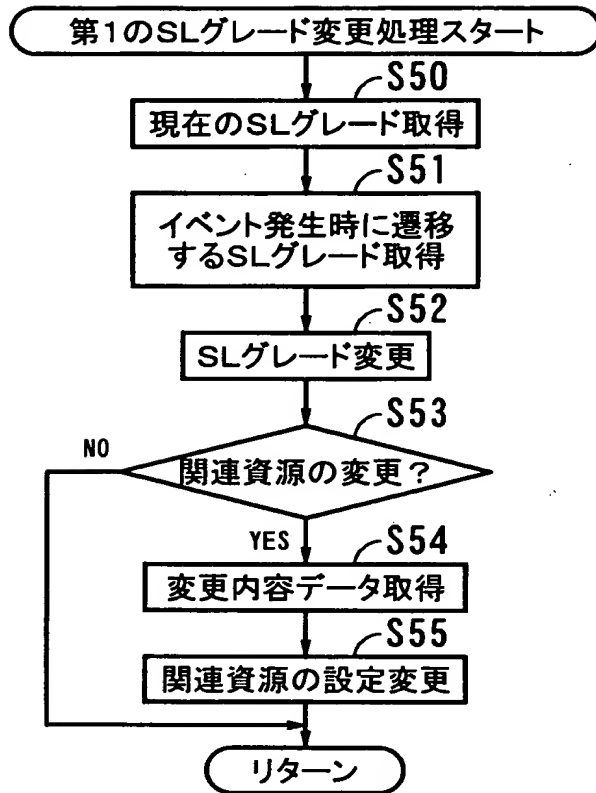 第1のSLグレード変更処理スタート
S50
現在のSLグレード取得
S51
イベント発生時に遷移
するSLグレード取得
S52
SLグレード変更
S53
関連資源の変更？
NO
YES
S54
変更内容データ取得
S55
関連資源の設定変更
リターン